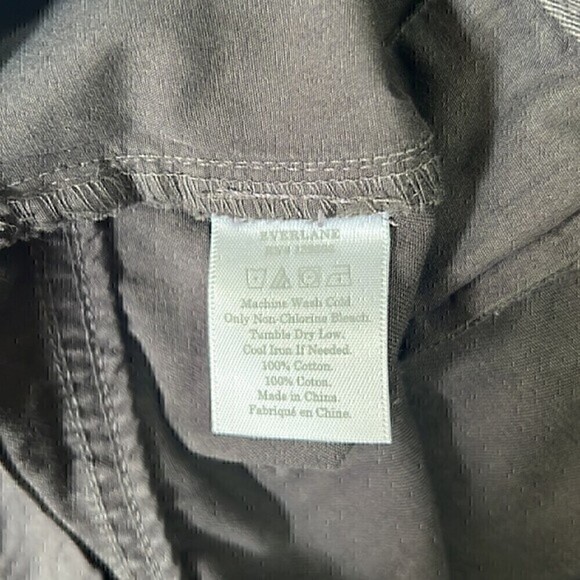 EVERLANE
Machine Wash Cold.
Only Non-Chlorine Bleach.
Tumble Dry Low.
Cool Iron If Needed.
100% Cotton.
100% Coton.
Made in China.
Fabriqué en Chine.